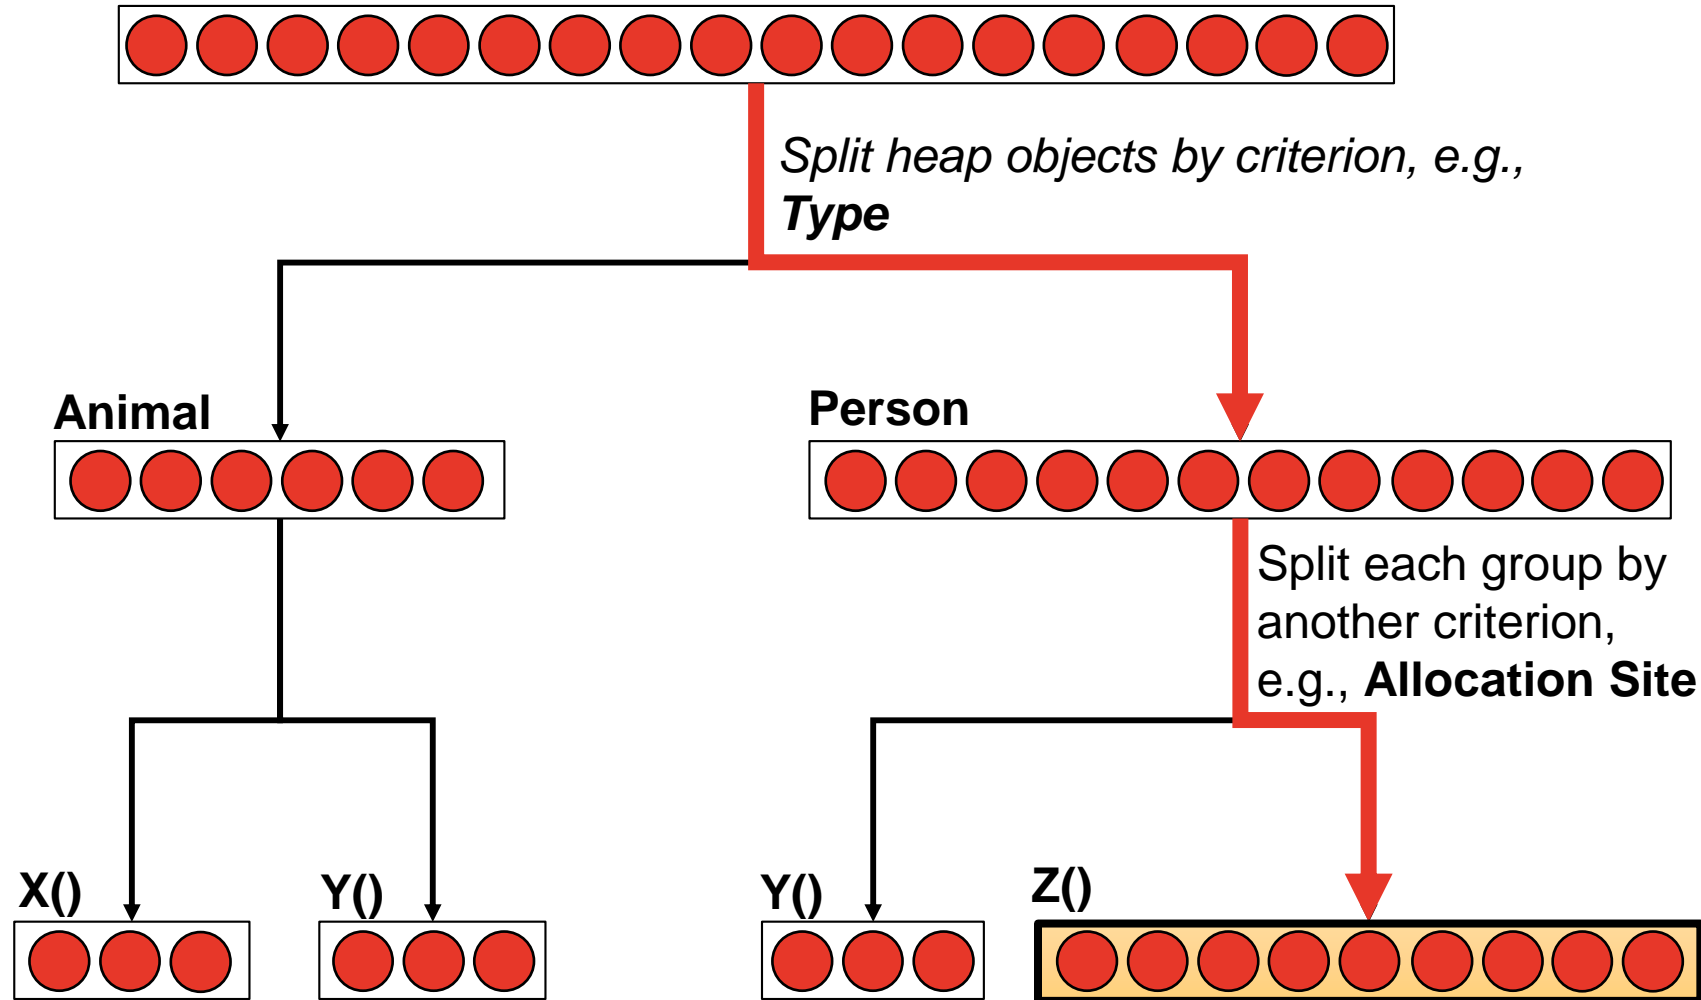 Split heap objects by criterion, e.g.,
Type
Animal
Person
Split each group by
another criterion,
e.g., Allocation Site
X()
Y()
Y()
Z()